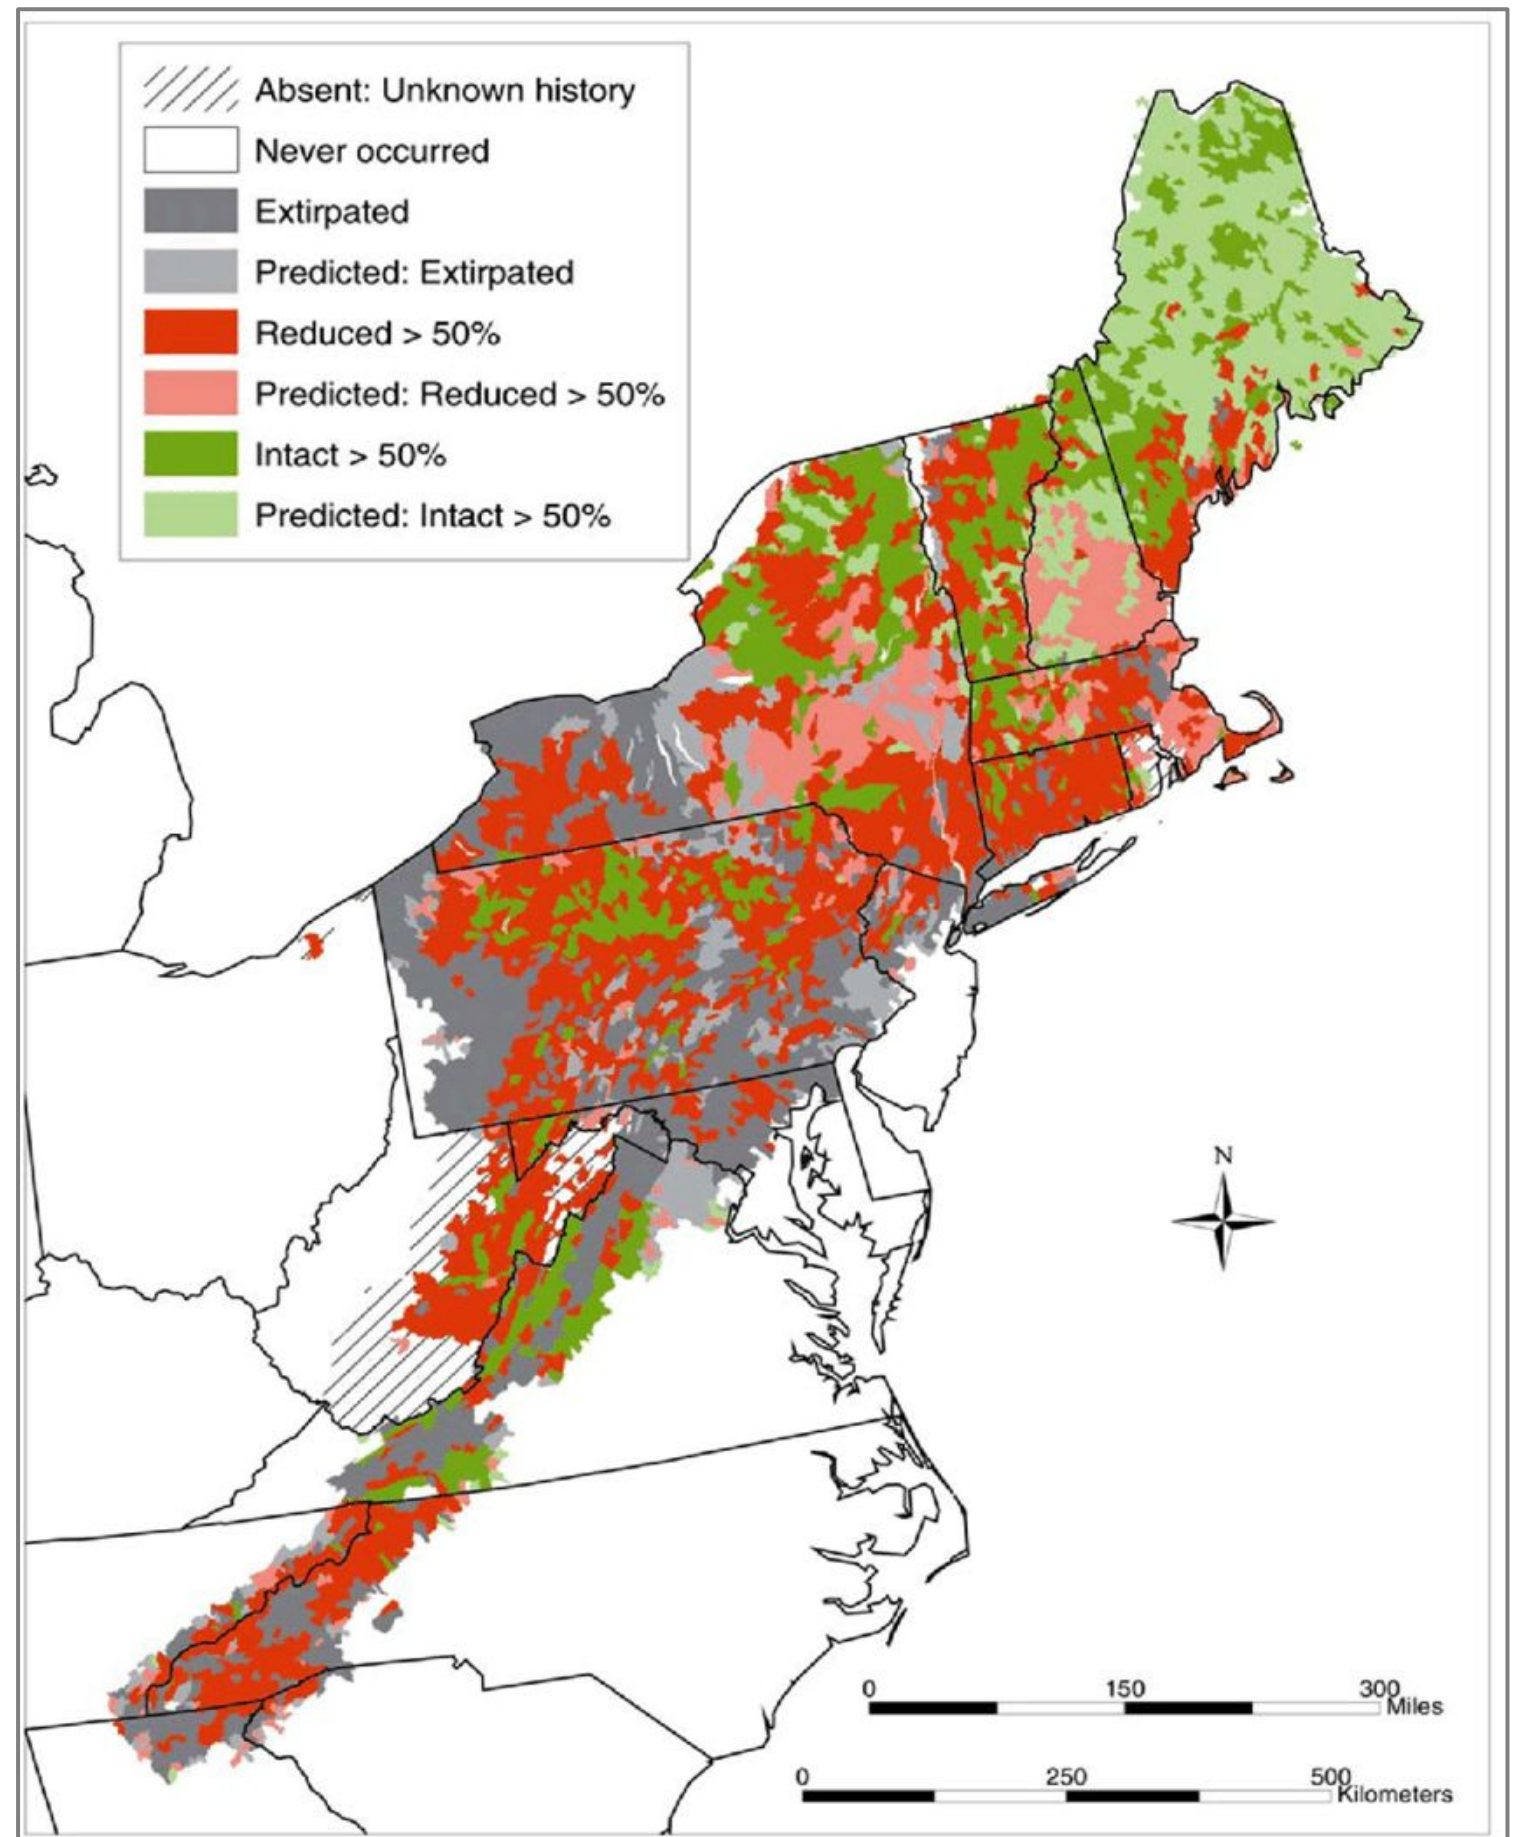 Absent: Unknown history
Never occurred
Extirpated
Predicted: Extirpated
Reduced > 50%
Predicted: Reduced > 50%
Intact > 50%
Predicted: Intact > 50%
N
0 150 300
Miles
0 250 500
Kilometers